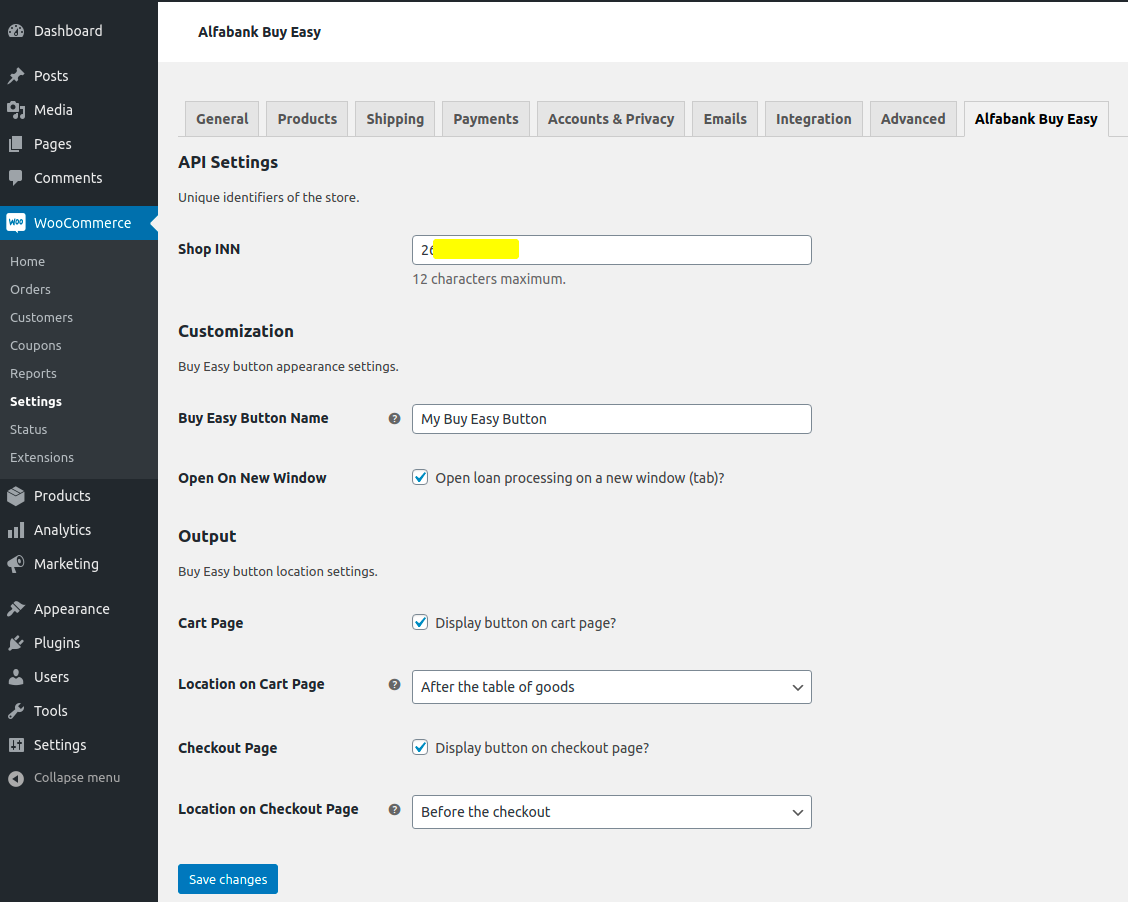 Dashboard
Posts
Media
Pages
Comments
WOO WooCommerce
Home
Orders
Customers
Coupons
Reports
Settings
Status
Extensions
Products
Analytics
Marketing
Appearance
Plugins
Users
Tools
Settings
Collapse menu
Alfabank Buy Easy
General Products Shipping Payments Accounts & Privacy Emails Integration Advanced Alfabank Buy Easy
API Settings
Unique identifiers of the store.
Shop INN
26
12 characters maximum.
Customization
Buy Easy button appearance settings.
Buy Easy Button Name ? My Buy Easy Button
Open On New Window Open loan processing on a new window (tab)?
Output
Buy Easy button location settings.
Cart Page Display button on cart page?
Location on Cart Page ? After the table of goods
Checkout Page Display button on checkout page?
Location on Checkout Page ? Before the checkout
Save changes